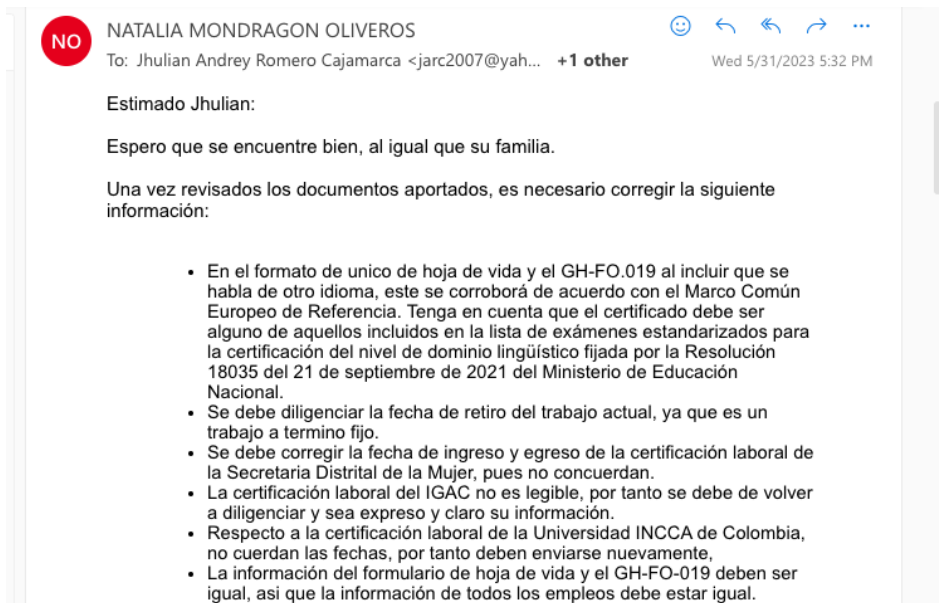 NO
NATALIA MONDRAGON OLIVEROS
To: Jhulian Andrey Romero Cajamarca <jarc2007@yah... +1 other
Wed 5/31/2023 5:32 PM
Estimado Jhulian:
Espero que se encuentre bien, al igual que su familia.
Una vez revisados los documentos aportados, es necesario corregir la siguiente
información:
• En el formato de unico de hoja de vida y el GH-FO.019 al incluir que se
habla de otro idioma, este se corroborá de acuerdo con el Marco Común
Europeo de Referencia. Tenga en cuenta que el certificado debe ser
alguno de aquellos incluidos en la lista de exámenes estandarizados para
la certificación del nivel de dominio lingüístico fijada por la Resolución
18035 del 21 de septiembre de 2021 del Ministerio de Educación
Nacional.
• Se debe diligenciar la fecha de retiro del trabajo actual, ya que es un
trabajo a termino fijo.
• Se debe corregir la fecha de ingreso y egreso de la certificación laboral de
la Secretaria Distrital de la Mujer, pues no concuerdan.
• La certificación laboral del IGAC no es legible, por tanto se debe de volver
a diligenciar y sea expreso y claro su información.
• Respecto a la certificación laboral de la Universidad INCCA de Colombia,
no cuerdan las fechas, por tanto deben enviarse nuevamente,
• La información del formulario de hoja de vida y el GH-FO-019 deben ser
igual, asi que la información de todos los empleos debe estar igual.